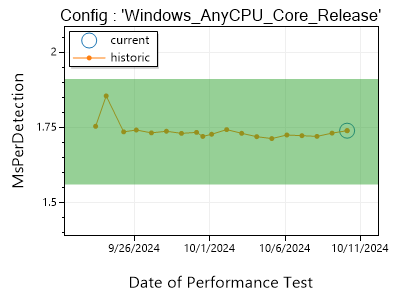 Config : 'Windows_AnyCPU_Core_Release'
current
historic
2
1.75
1.5
MsPerDetection
9/26/2024
10/1/2024
10/6/2024
10/11/2024
Date of Performance Test